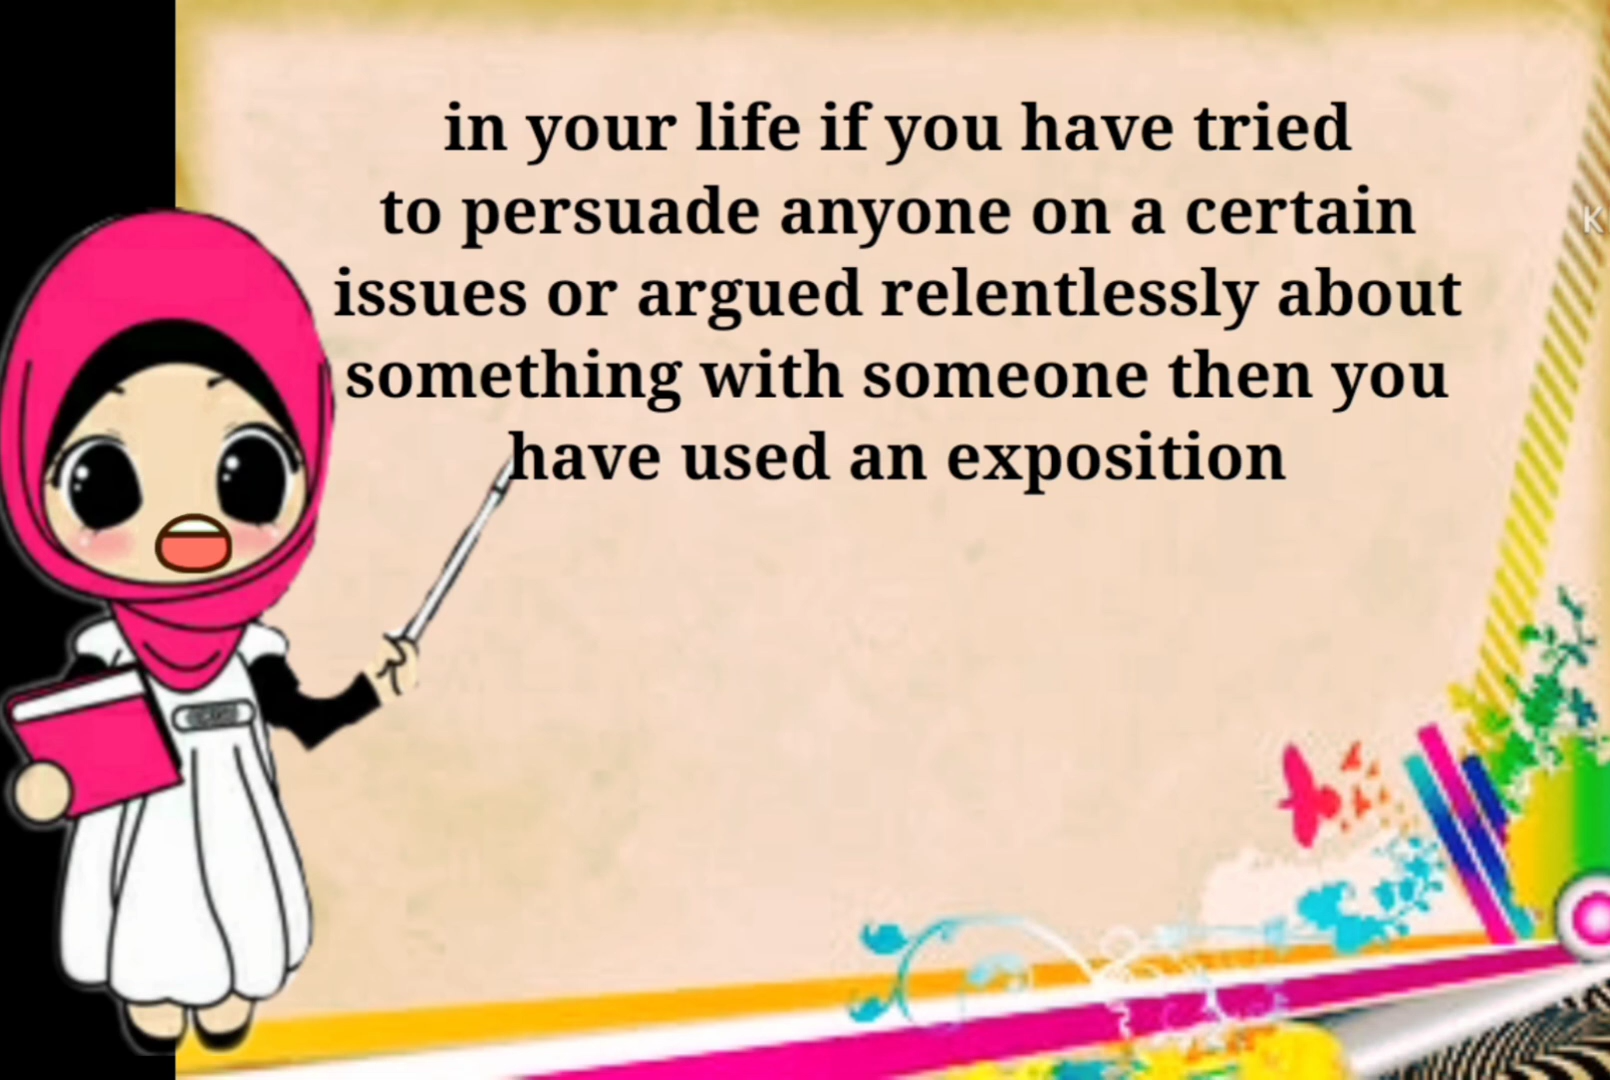 in your life if you have tried
to persuade anyone on a certain
issues or argued relentlessly about
something with someone then you
have used an exposition
K